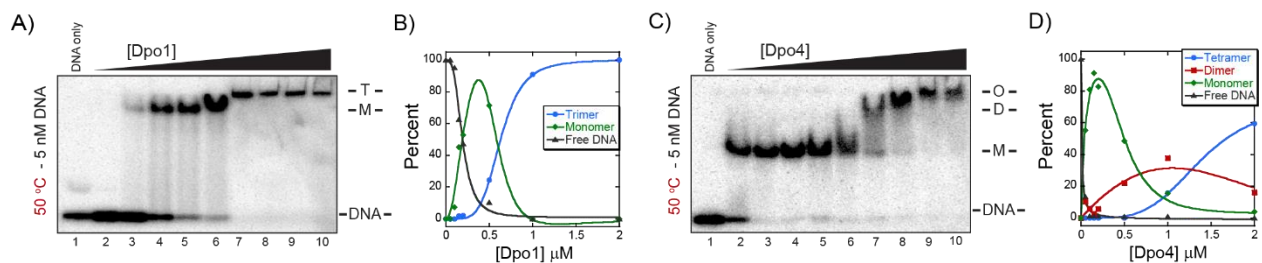 A)
DNA only
[Dpo1]
50 °C - 5 nM DNA
T
M
DNA
1 2 3 4 5 6 7 8 9 10
B)
Percent
100
80
60
40
20
0
Trimer
Monomer
Free DNA
0 0.5 1 1.5 2
[Dpo1] μM
C)
DNA only
[Dpo4]
50 °C - 5 nM DNA
O
D
M
DNA
1 2 3 4 5 6 7 8 9 10
D)
Percent
100
80
60
40
20
0
Tetramer
Dimer
Monomer
Free DNA
0 0.5 1 1.5 2
[Dpo4] μM